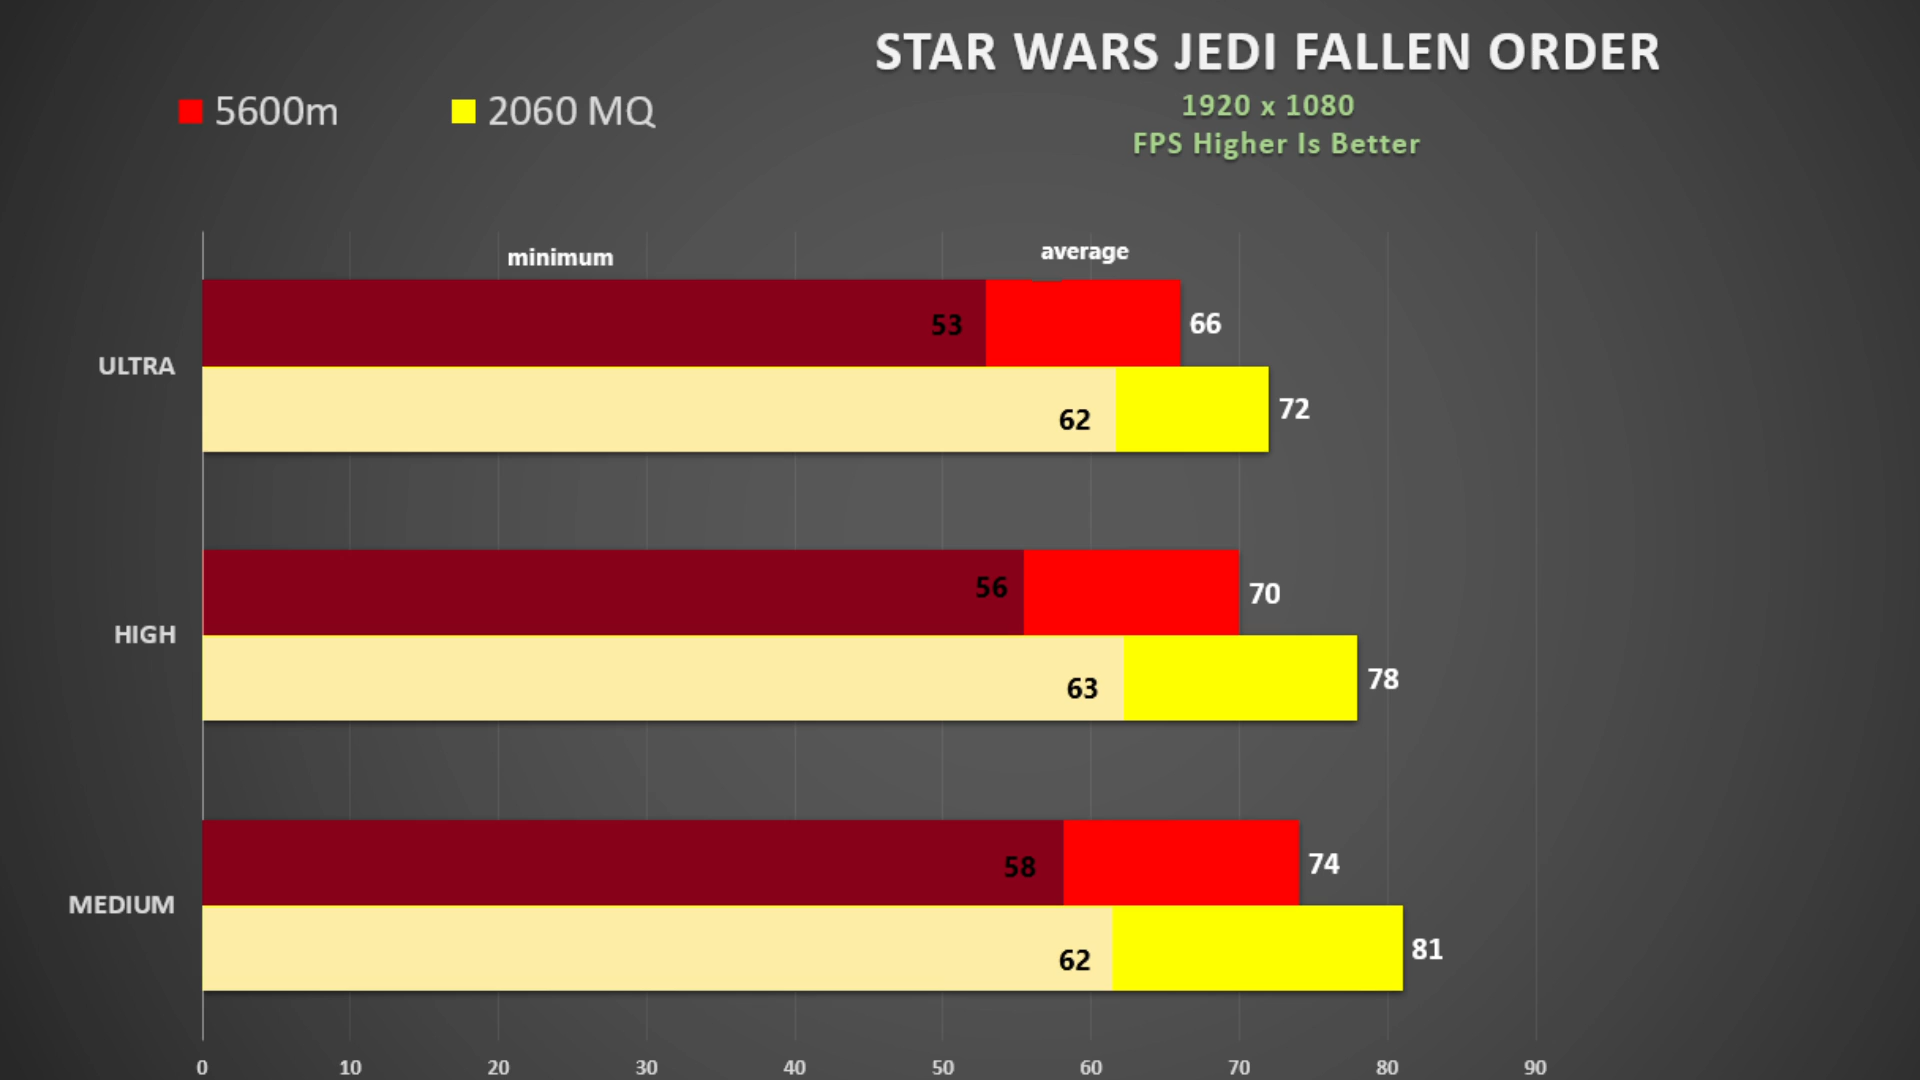 STAR WARS JEDI FALLEN ORDER
1920 x 1080
FPS Higher Is Better
5600m
2060 MQ
minimum
average
ULTRA
53
66
62
72
HIGH
56
70
63
78
MEDIUM
58
74
62
81
0 10 20 30 40 50 60 70 80 90